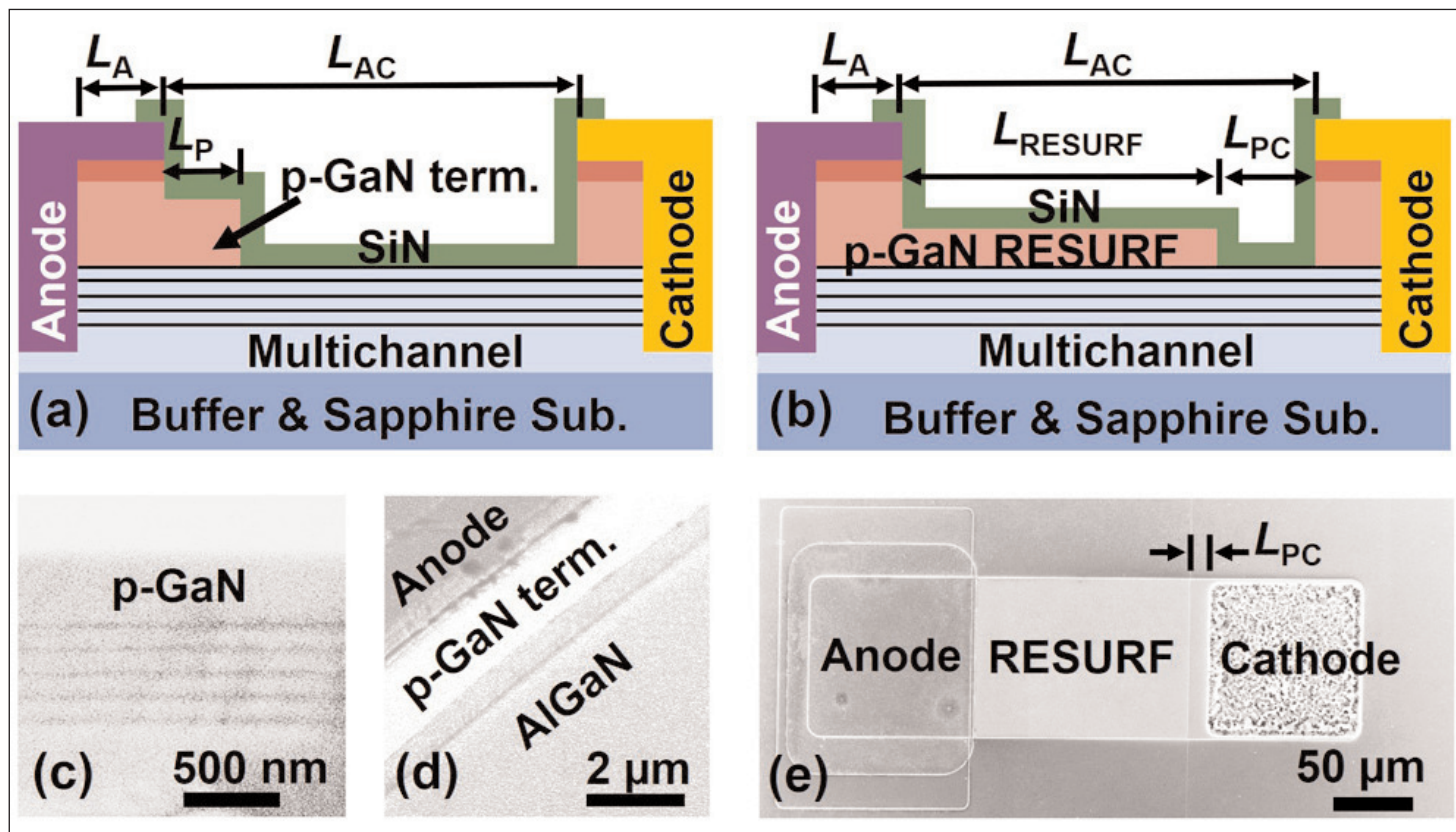 L_A
L_AC
L_P
p-GaN term.
SiN
Anode
Cathode
Multichannel
(a)
Buffer & Sapphire Sub.
L_A
L_AC
L_RESURF
L_PC
SiN
p-GaN RESURF
Anode
Cathode
Multichannel
(b)
Buffer & Sapphire Sub.
p-GaN
(c)
500 nm
Anode
p-GaN term.
AlGaN
(d)
2 μm
L_PC
Anode
RESURF
Cathode
(e)
50 μm